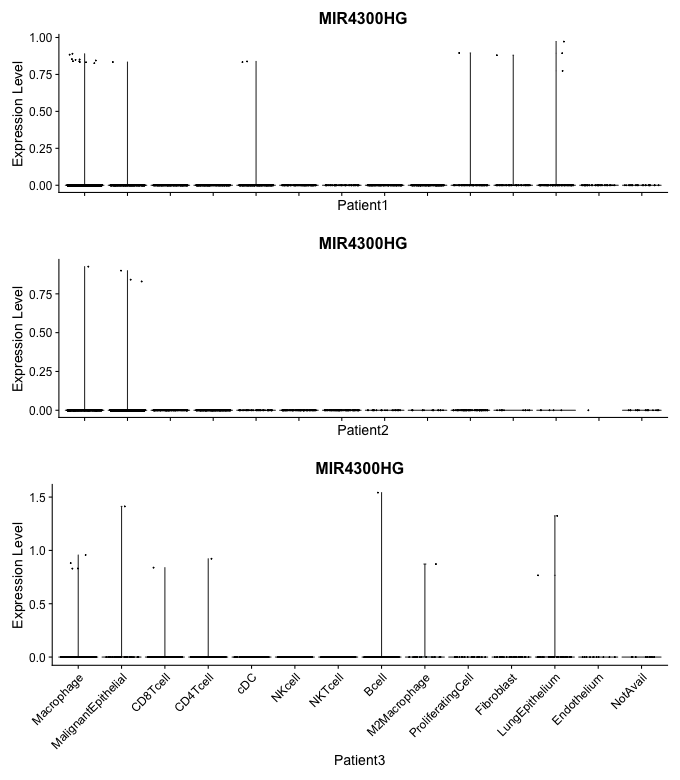 MIR4300HG
1.00
0.75
0.50
0.25
0.00
Expression Level
Patient1
MIR4300HG
0.75
0.50
0.25
0.00
Expression Level
Patient2
MIR4300HG
1.5
1.0
0.5
0.0
Expression Level
Macrophage
MalignantEpithelial
CD8Tcell
CD4Tcell
cDC
NKcell
NKTcell
Bcell
M2Macrophage
ProliferatingCell
Fibroblast
LungEpithelium
Endothelium
NotAvail
Patient3